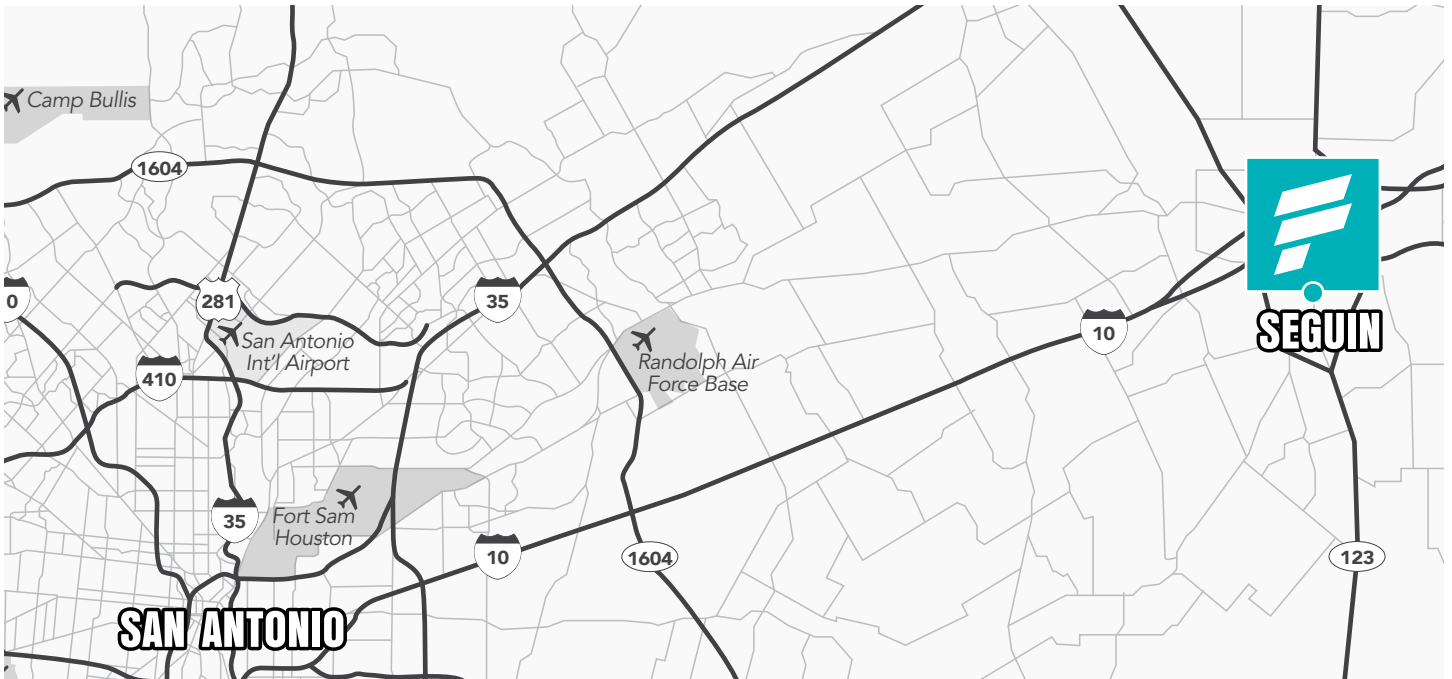 Camp Bullis
1604
0
281
35
San Antonio
Int'l Airport
10
SEGUIN
Randolph Air
Force Base
410
35
Fort Sam
Houston
10
1604
123
SAN ANTONIO